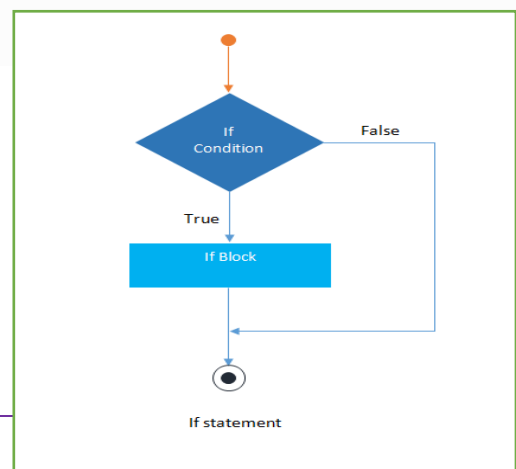 If
Condition
False
True
If Block
If statement